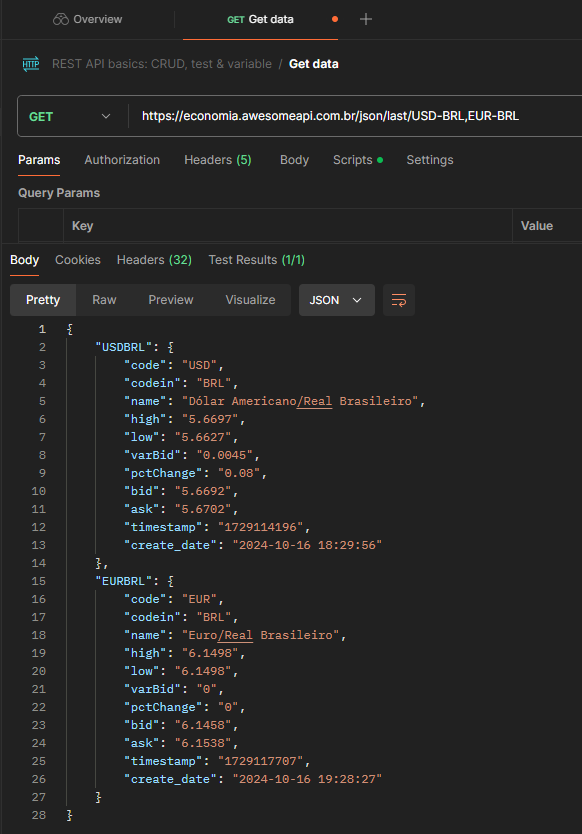 Overview
GET Get data
HTTP REST API basics: CRUD, test & variable / Get data
GET https://economia.awesomeapi.com.br/json/last/USD-BRL,EUR-BRL
Params Authorization Headers (5) Body Scripts Settings
Query Params
Key Value
Body Cookies Headers (32) Test Results (1/1)
Pretty Raw Preview Visualize JSON
1 {
2 "USDBRL": {
3 "code": "USD",
4 "codein": "BRL",
5 "name": "Dólar Americano/Real Brasileiro",
6 "high": "5.6697",
7 "low": "5.6627",
8 "varBid": "0.0045",
9 "pctChange": "0.08",
10 "bid": "5.6692",
11 "ask": "5.6702",
12 "timestamp": "1729114196",
13 "create_date": "2024-10-16 18:29:56"
14 },
15 "EURBRL": {
16 "code": "EUR",
17 "codein": "BRL",
18 "name": "Euro/Real Brasileiro",
19 "high": "6.1498",
20 "low": "6.1498",
21 "varBid": "0",
22 "pctChange": "0",
23 "bid": "6.1458",
24 "ask": "6.1538",
25 "timestamp": "1729117707",
26 "create_date": "2024-10-16 19:28:27"
27 }
28 }